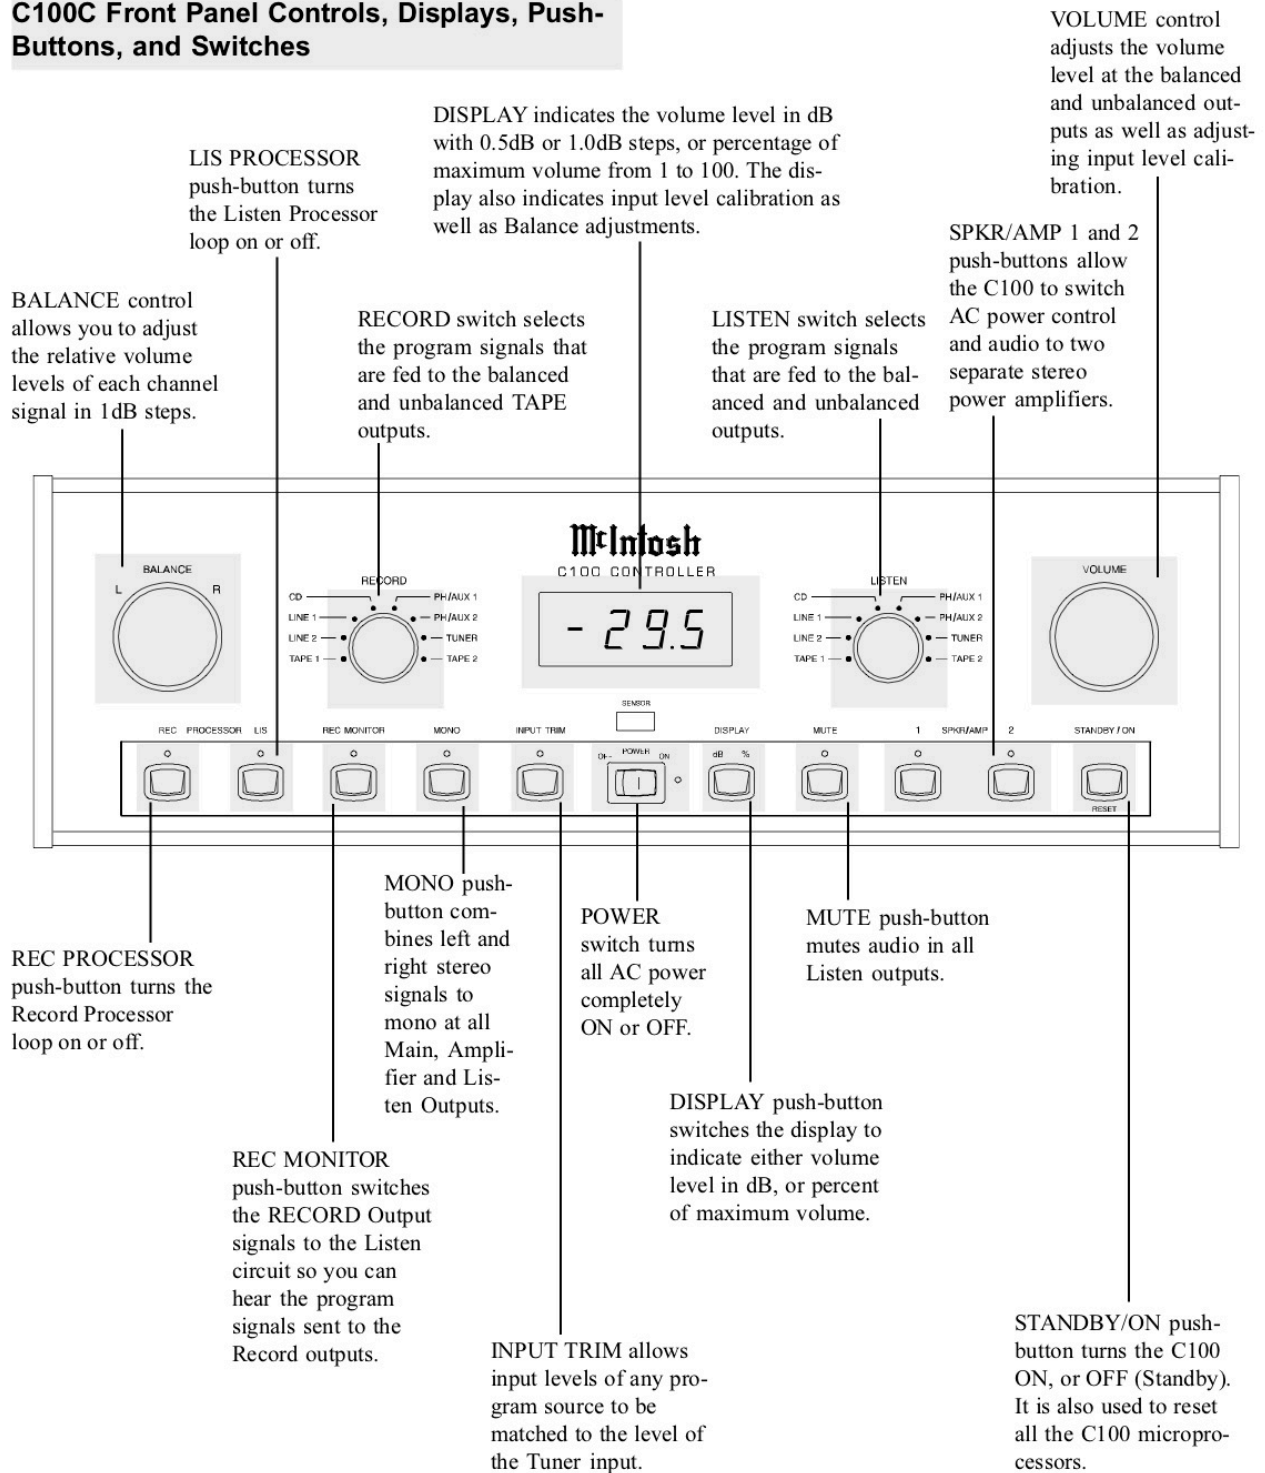 C100C Front Panel Controls, Displays, Push-
Buttons, and Switches
VOLUME control
adjusts the volume
level at the balanced
and unbalanced out-
puts as well as adjust-
ing input level cali-
bration.
DISPLAY indicates the volume level in dB
with 0.5dB or 1.0dB steps, or percentage of
maximum volume from 1 to 100. The dis-
play also indicates input level calibration as
well as Balance adjustments.
LIS PROCESSOR
push-button turns
the Listen Processor
loop on or off.
SPKR/AMP 1 and 2
push-buttons allow
the C100 to switch
AC power control
and audio to two
separate stereo
power amplifiers.
BALANCE control
allows you to adjust
the relative volume
levels of each channel
signal in 1dB steps.
RECORD switch selects
the program signals that
are fed to the balanced
and unbalanced TAPE
outputs.
LISTEN switch selects
the program signals
that are fed to the bal-
anced and unbalanced
outputs.
McIntosh
C100 CONTROLLER
BALANCE
L R
RECORD
CD PH/AUX 1
LINE 1 PH/AUX 2
LINE 2 TUNER
TAPE 1 TAPE 2
- 29.5
LISTEN
CD PH/AUX 1
LINE 1 PH/AUX 2
LINE 2 TUNER
TAPE 1 TAPE 2
VOLUME
SENSOR
REC PROCESSOR LIS REC MONITOR MONO INPUT TRIM DISPLAY MUTE 1 SPKR/AMP 2 STANDBY / ON
OFF POWER ON dB %
RESET
MONO push-
button com-
bines left and
right stereo
signals to
mono at all
Main, Ampli-
fier and Lis-
ten Outputs.
POWER
switch turns
all AC power
completely
ON or OFF.
MUTE push-button
mutes audio in all
Listen outputs.
REC PROCESSOR
push-button turns the
Record Processor
loop on or off.
DISPLAY push-button
switches the display to
indicate either volume
level in dB, or percent
of maximum volume.
REC MONITOR
push-button switches
the RECORD Output
signals to the Listen
circuit so you can
hear the program
signals sent to the
Record outputs.
INPUT TRIM allows
input levels of any pro-
gram source to be
matched to the level of
the Tuner input.
STANDBY/ON push-
button turns the C100
ON, or OFF (Standby).
It is also used to reset
all the C100 micropro-
cessors.